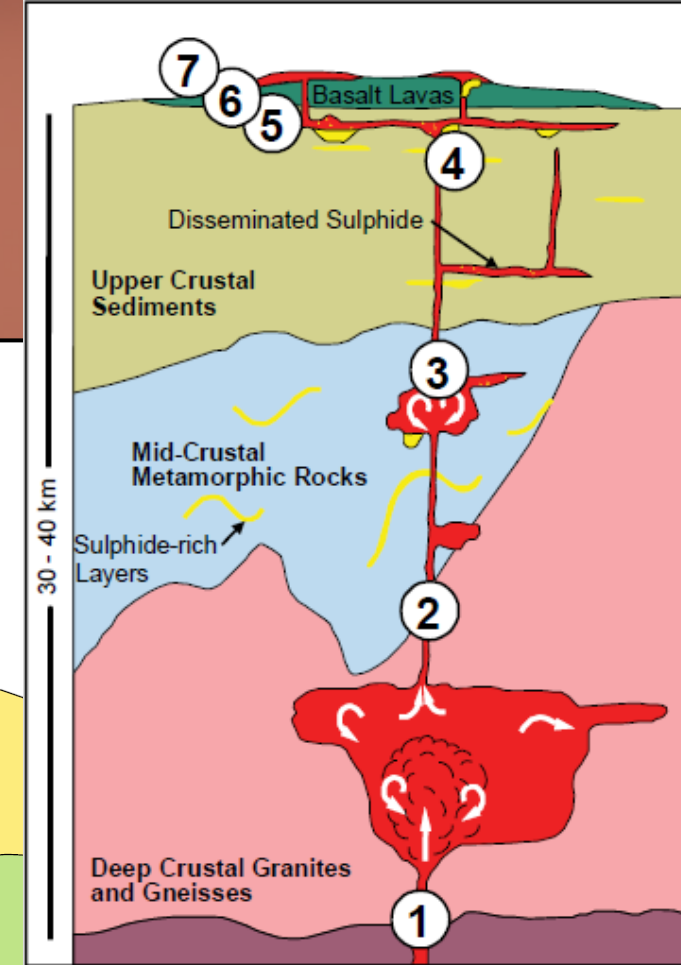 7
6
5
Basalt Lavas
4
Disseminated Sulphide
Upper Crustal
Sediments
3
Mid-Crustal
Metamorphic Rocks
30 - 40 km
Sulphide-rich
Layers
2
Deep Crustal Granites
and Gneisses
1